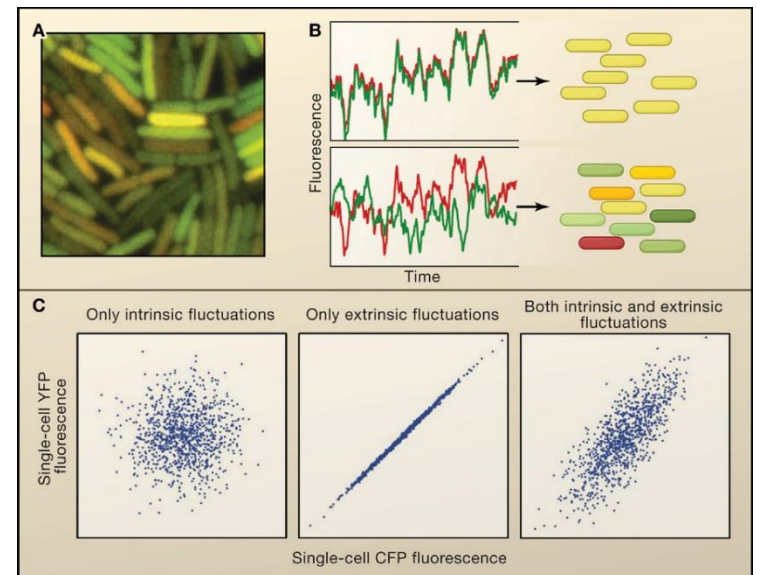 A
B
Fluorescence
Time
C
Only intrinsic fluctuations
Only extrinsic fluctuations
Both intrinsic and extrinsic
fluctuations
Single-cell YFP
fluorescence
Single-cell CFP fluorescence